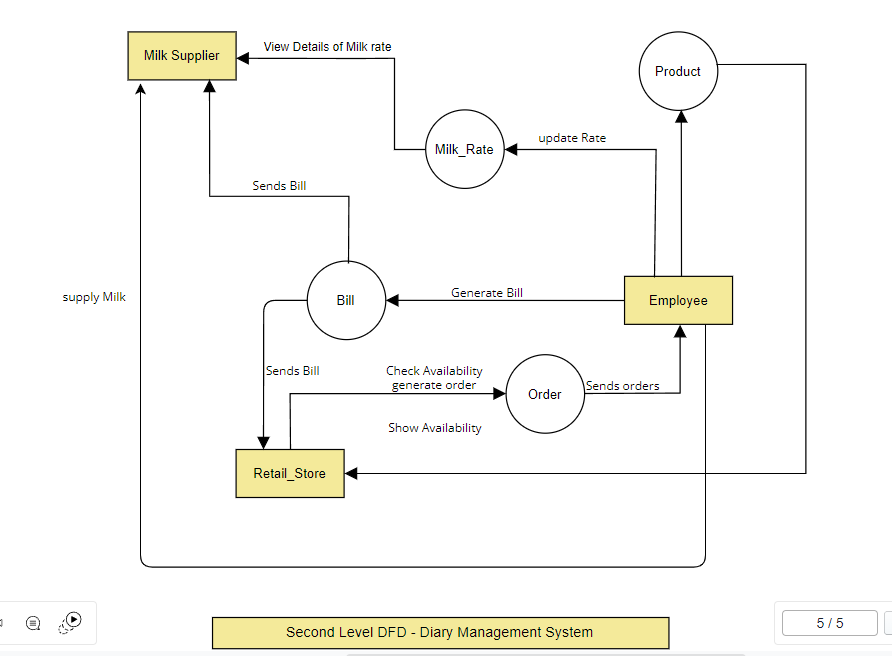 View Details of Milk rate
Milk Supplier
Product
update Rate
Milk_Rate
Sends Bill
supply Milk
Generate Bill
Bill
Employee
Sends Bill
Check Availability
generate order
Order
Sends orders
Show Availability
Retail_Store
Second Level DFD - Diary Management System
5 / 5